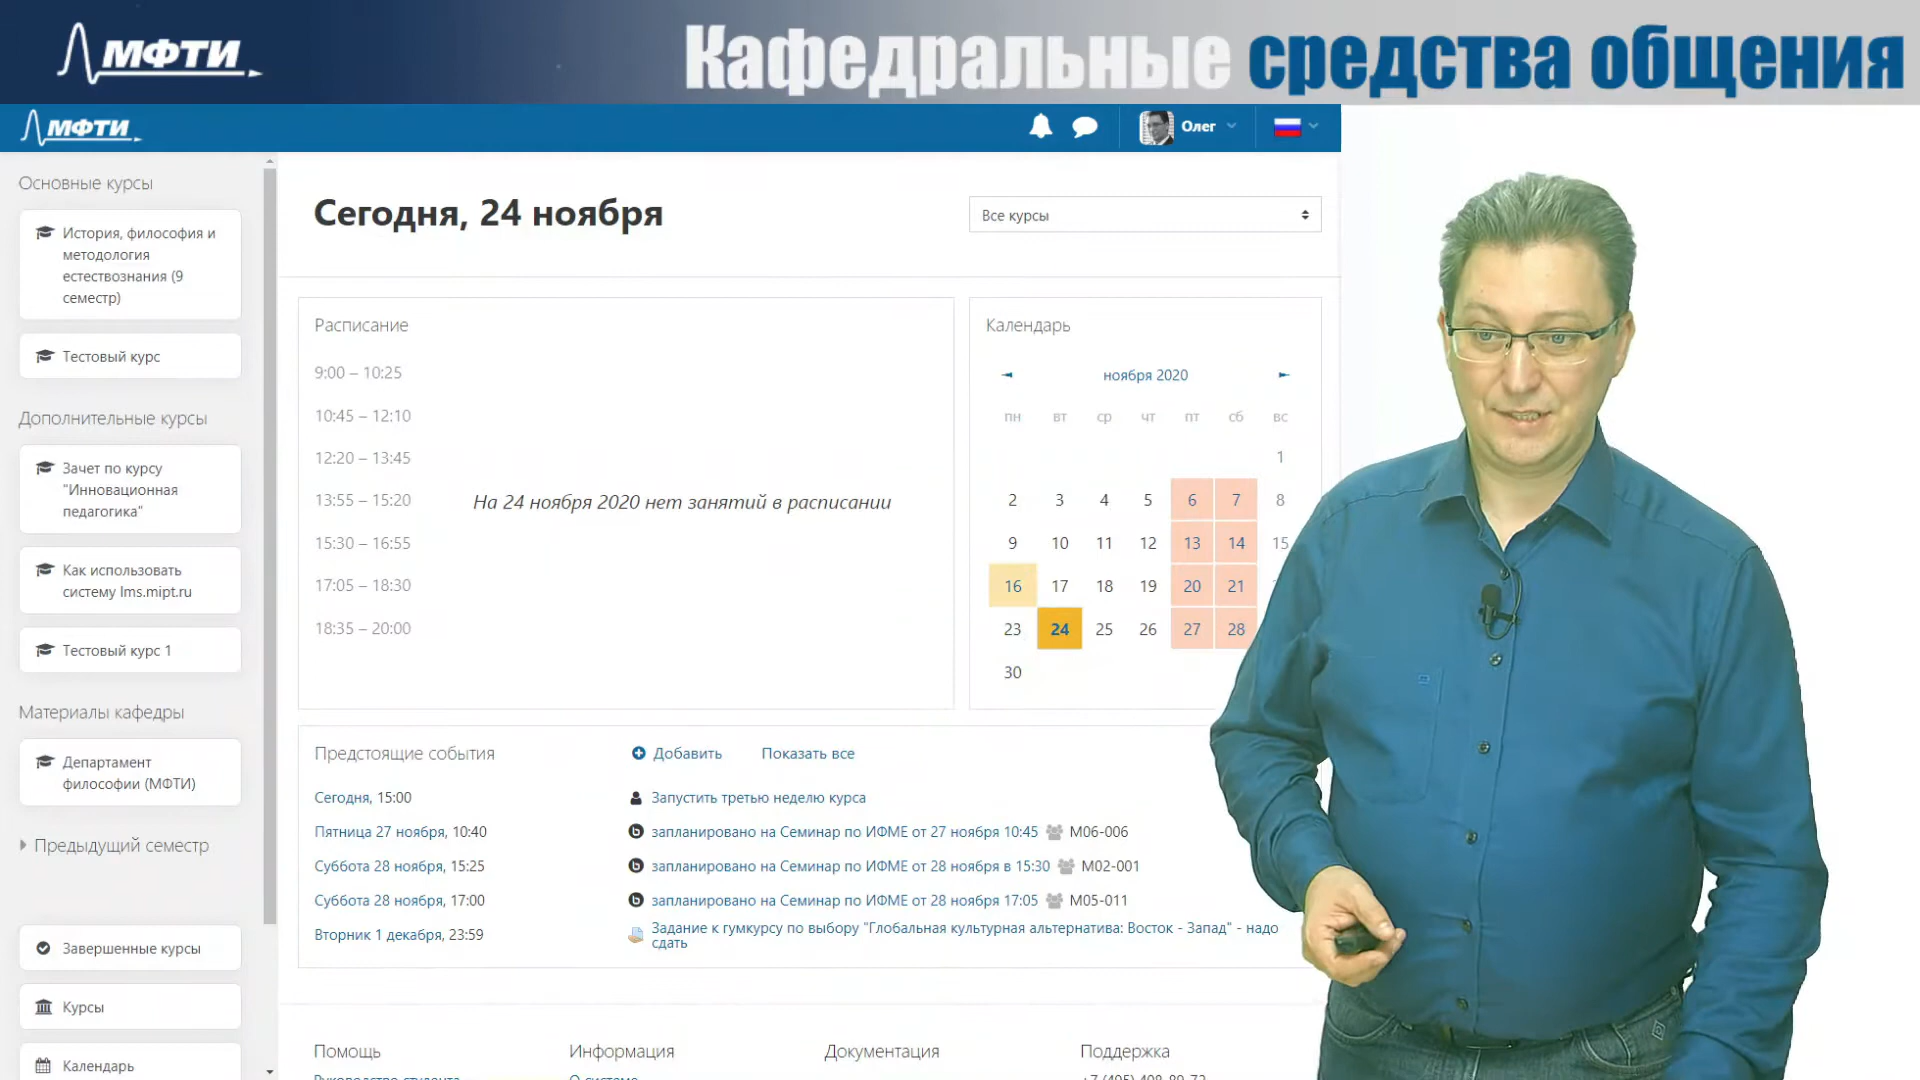 МФТИ
Кафедральные средства общения
МФТИ
Олег
Основные курсы
История, философия и
методология
естествознания (9
семестр)
Тестовый курс
Дополнительные курсы
Зачет по курсу
"Инновационная
педагогика"
Как использовать
систему lms.mipt.ru
Тестовый курс 1
Материалы кафедры
Департамент
философии (МФТИ)
Предыдущий семестр
Завершенные курсы
Курсы
Календарь
Сегодня, 24 ноября
Все курсы
Расписание
9:00 – 10:25
10:45 – 12:10
12:20 – 13:45
13:55 – 15:20
15:30 – 16:55
17:05 – 18:30
18:35 – 20:00
На 24 ноября 2020 нет занятий в расписании
Календарь
◄ ноября 2020 ►
пн вт ср чт пт сб вс
1
2 3 4 5 6 7 8
9 10 11 12 13 14 15
16 17 18 19 20 21
23 24 25 26 27 28
30
Предстоящие события Добавить Показать все
Сегодня, 15:00 Запустить третью неделю курса
Пятница 27 ноября, 10:40 запланировано на Семинар по ИФМЕ от 27 ноября 10:45 М06-006
Суббота 28 ноября, 15:25 запланировано на Семинар по ИФМЕ от 28 ноября в 15:30 М02-001
Суббота 28 ноября, 17:00 запланировано на Семинар по ИФМЕ от 28 ноября 17:05 М05-011
Вторник 1 декабря, 23:59 Задание к гумкурсу по выбору "Глобальная культурная альтернатива: Восток - Запад" - надо
сдать
Помощь Информация Документация Поддержка
Руководство студента О системе +7 (495) 408-89-72